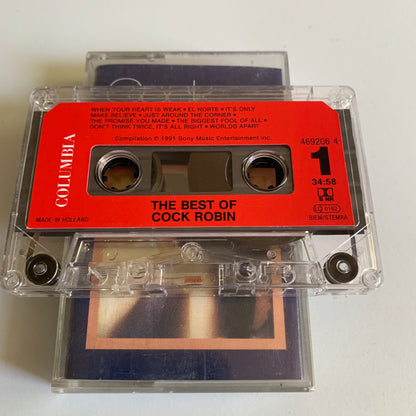 WHEN YOUR HEART IS WEAK • EL NORTE • IT'S ONLY
MAKE BELIEVE • JUST AROUND THE CORNER •
THE PROMISE YOU MADE • THE BIGGEST FOOL OF ALL •
DON'T THINK TWICE, IT'S ALL RIGHT • WORLDS APART
Compilation ℗ 1991 Sony Music Entertainment Inc.
469206 4
1
34:58
COLUMBIA
THE BEST OF
COCK ROBIN
MADE IN HOLLAND
BIEM/STEMRA